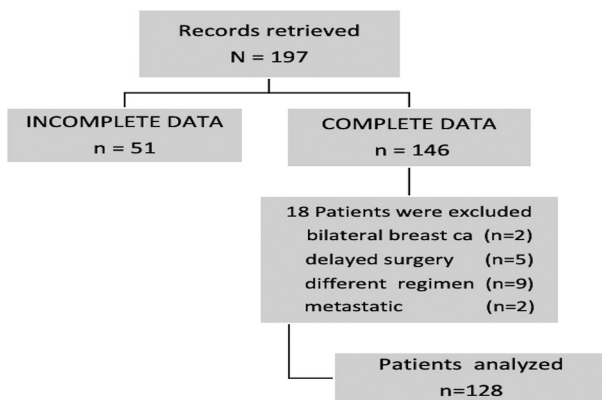 Records retrieved
N = 197
INCOMPLETE DATA
n = 51
COMPLETE DATA
n = 146
18 Patients were excluded
bilateral breast ca (n=2)
delayed surgery (n=5)
different regimen (n=9)
metastatic (n=2)
Patients analyzed
n=128